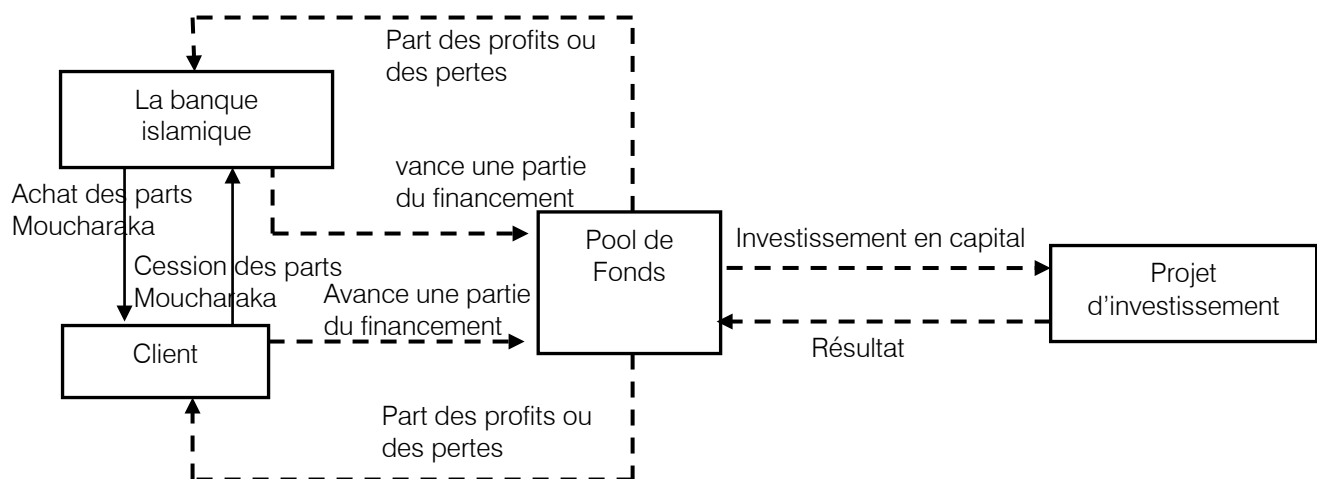 Part des profits ou
des pertes
La banque
islamique
vance une partie
du financement
Achat des parts
Moucharaka
Pool de
Fonds
Investissement en capital
Projet
d’investissement
Cession des parts
Moucharaka
Avance une partie
du financement
Client
Résultat
Part des profits ou
des pertes